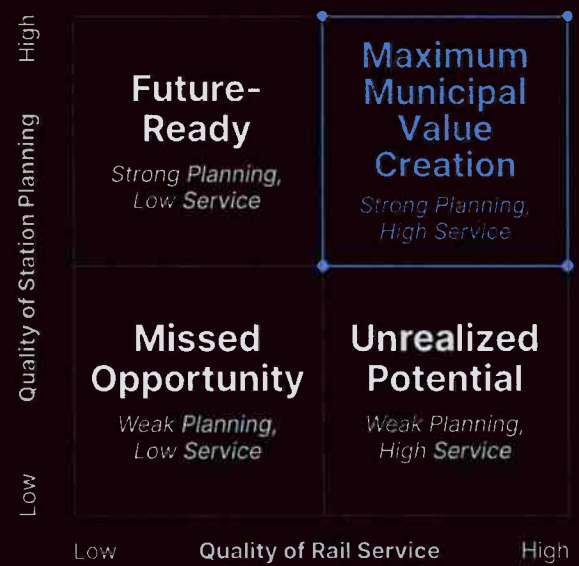 High
Quality of Station Planning
Low
Future-
Ready
Strong Planning,
Low Service
Maximum
Municipal
Value
Creation
Strong Planning,
High Service
Missed
Opportunity
Weak Planning,
Low Service
Unrealized
Potential
Weak Planning,
High Service
Low Quality of Rail Service High